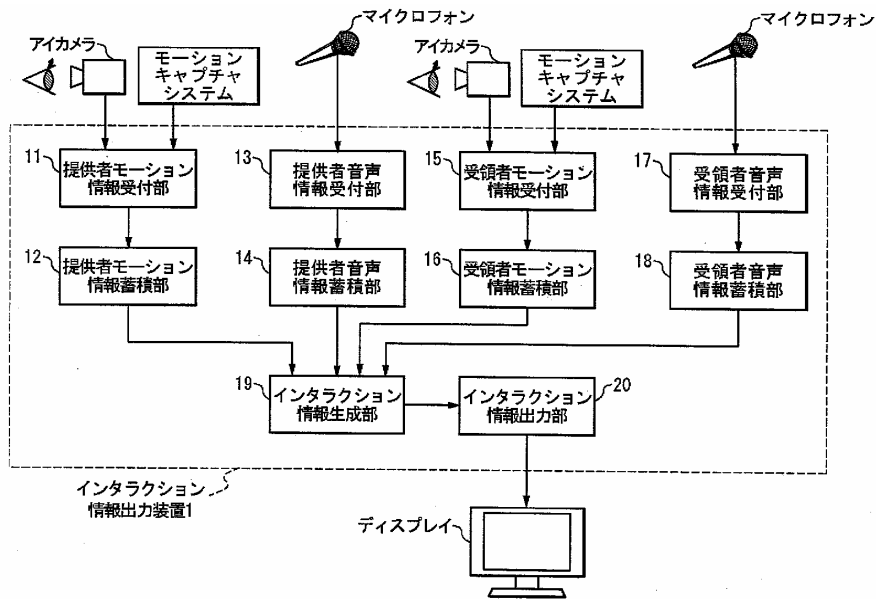 マイクロフォン
マイクロフォン
アイカメラ
モーション
キャプチャ
システム
アイカメラ
モーション
キャプチャ
システム
11
提供者モーション
情報受付部
13
提供者音声
情報受付部
15
受領者モーション
情報受付部
17
受領者音声
情報受付部
12
提供者モーション
情報蓄積部
14
提供者音声
情報蓄積部
16
受領者モーション
情報蓄積部
18
受領者音声
情報蓄積部
19
インタラクション
情報生成部
インタラクション
情報出力部
20
インタラクション
情報出力装置1
ディスプレイ